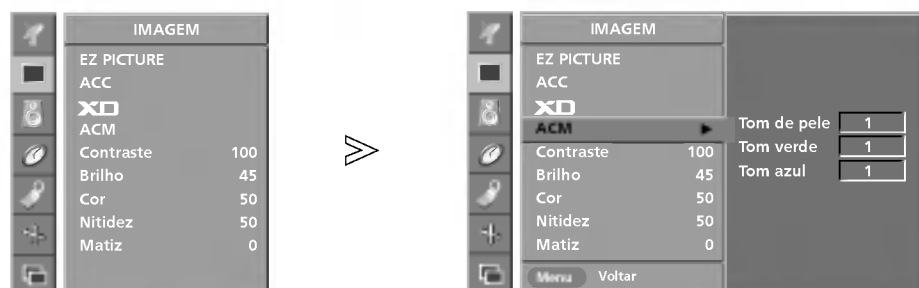 IMAGEM
EZ PICTURE
ACC
XD
ACM
Contraste 100
Brilho 45
Cor 50
Nitidez 50
Matiz 0
IMAGEM
EZ PICTURE
ACC
XD
ACM
Contraste 100
Brilho 45
Cor 50
Nitidez 50
Matiz 0
Menu Voltar
Tom de pele 1
Tom verde 1
Tom azul 1